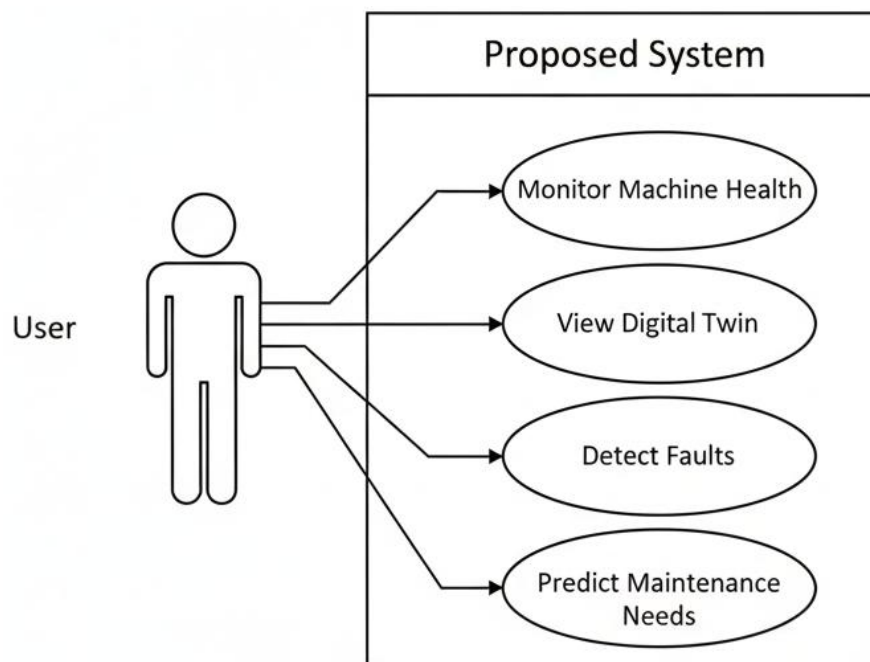 Proposed System
Monitor Machine Health
User
View Digital Twin
Detect Faults
Predict Maintenance
Needs